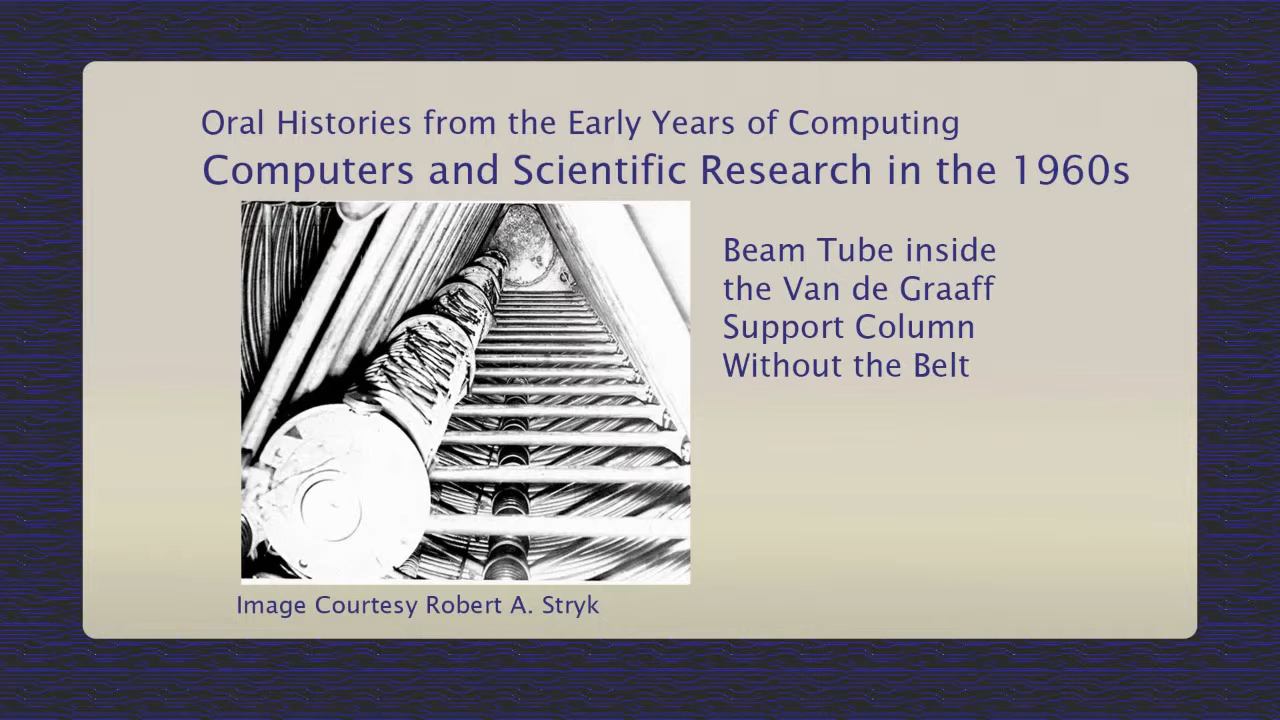 Oral Histories from the Early Years of Computing
Computers and Scientific Research in the 1960s
Beam Tube inside
the Van de Graaff
Support Column
Without the Belt
Image Courtesy Robert A. Stryk